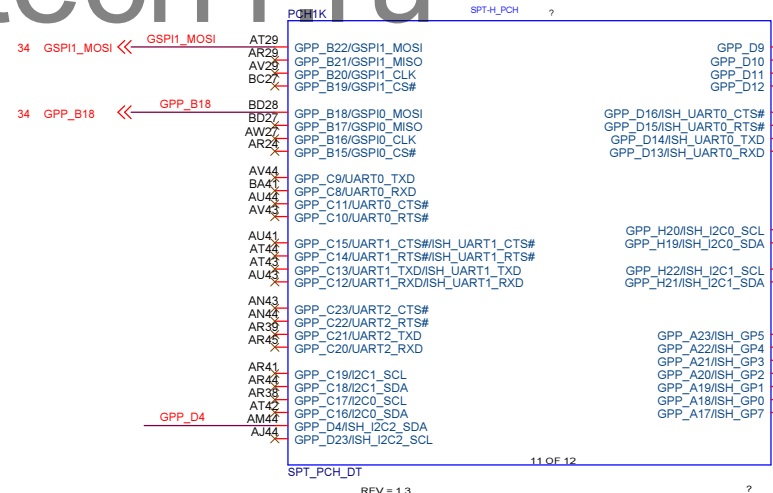 tecn1.ru
PCH1K SPT-H_PCH ?
34 GSPI1_MOSI GSPI1_MOSI AT29 GPP_B22/GSPI1_MOSI GPP_D9
AR29 GPP_B21/GSPI1_MISO GPP_D10
AV29 GPP_B20/GSPI1_CLK GPP_D11
BC27 GPP_B19/GSPI1_CS# GPP_D12
34 GPP_B18 GPP_B18 BD28 GPP_B18/GSPI0_MOSI GPP_D16/ISH_UART0_CTS#
BD27 GPP_B17/GSPI0_MISO GPP_D15/ISH_UART0_RTS#
AW27 GPP_B16/GSPI0_CLK GPP_D14/ISH_UART0_TXD
AR24 GPP_B15/GSPI0_CS# GPP_D13/ISH_UART0_RXD
AV44 GPP_C9/UART0_TXD
BA41 GPP_C8/UART0_RXD
AU44 GPP_C11/UART0_CTS#
AV43 GPP_C10/UART0_RTS#
GPP_H20/ISH_I2C0_SCL
AU41 GPP_C15/UART1_CTS#/ISH_UART1_CTS# GPP_H19/ISH_I2C0_SDA
AT44 GPP_C14/UART1_RTS#/ISH_UART1_RTS#
AT43 GPP_C13/UART1_TXD/ISH_UART1_TXD GPP_H22/ISH_I2C1_SCL
AU43 GPP_C12/UART1_RXD/ISH_UART1_RXD GPP_H21/ISH_I2C1_SDA
AN43 GPP_C23/UART2_CTS#
AN44 GPP_C22/UART2_RTS#
AR39 GPP_C21/UART2_TXD GPP_A23/ISH_GP5
AR45 GPP_C20/UART2_RXD GPP_A22/ISH_GP4
GPP_A21/ISH_GP3
AR41 GPP_C19/I2C1_SCL GPP_A20/ISH_GP2
AR44 GPP_C18/I2C1_SDA GPP_A19/ISH_GP1
AR38 GPP_C17/I2C0_SCL GPP_A18/ISH_GP0
AT42 GPP_C16/I2C0_SDA GPP_A17/ISH_GP7
GPP_D4 AM44 GPP_D4/ISH_I2C2_SDA
AJ44 GPP_D23/ISH_I2C2_SCL
11 OF 12
SPT_PCH_DT
REV = 1.3 ?